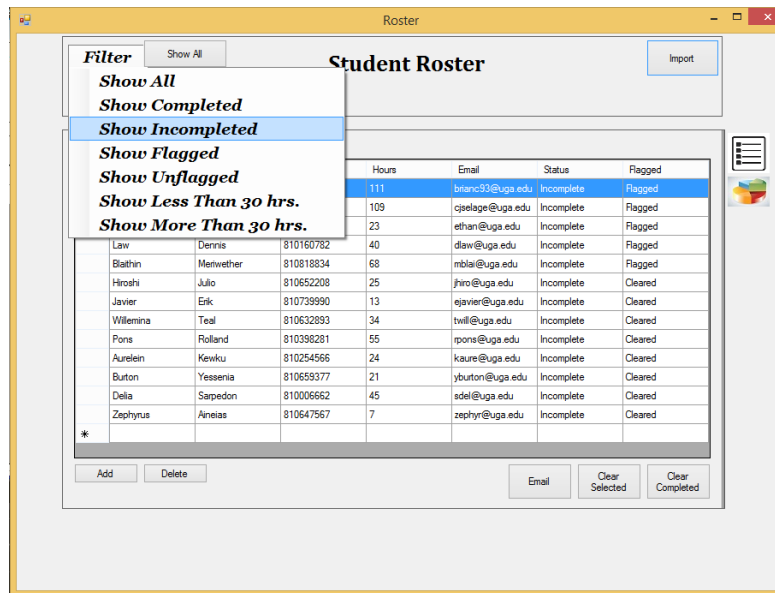 Roster
Filter Show All Student Roster Import
Show All
Show Completed
Show Incompleted
Show Flagged
Show Unflagged
Show Less Than 30 hrs.
Show More Than 30 hrs.
Hours Email Status Flagged
111 brianc93@uga.edu Incomplete Flagged
109 cjselage@uga.edu Incomplete Flagged
23 ethan@uga.edu Incomplete Flagged
Law Dennis 810160782 40 dlaw@uga.edu Incomplete Flagged
Blaithin Meriwether 810818834 68 mblai@uga.edu Incomplete Flagged
Hiroshi Julio 810652208 25 jhiro@uga.edu Incomplete Cleared
Javier Erik 810739990 13 ejavier@uga.edu Incomplete Cleared
Willemina Teal 810632893 34 twill@uga.edu Incomplete Cleared
Pons Rolland 810398281 55 rpons@uga.edu Incomplete Cleared
Aurelein Kewku 810254566 24 kaure@uga.edu Incomplete Cleared
Burton Yessenia 810659377 21 yburton@uga.edu Incomplete Cleared
Delia Sarpedon 810006662 45 sdel@uga.edu Incomplete Cleared
Zephyrus Aineias 810647567 7 zephyr@uga.edu Incomplete Cleared
Add Delete Email Clear Selected Clear Completed